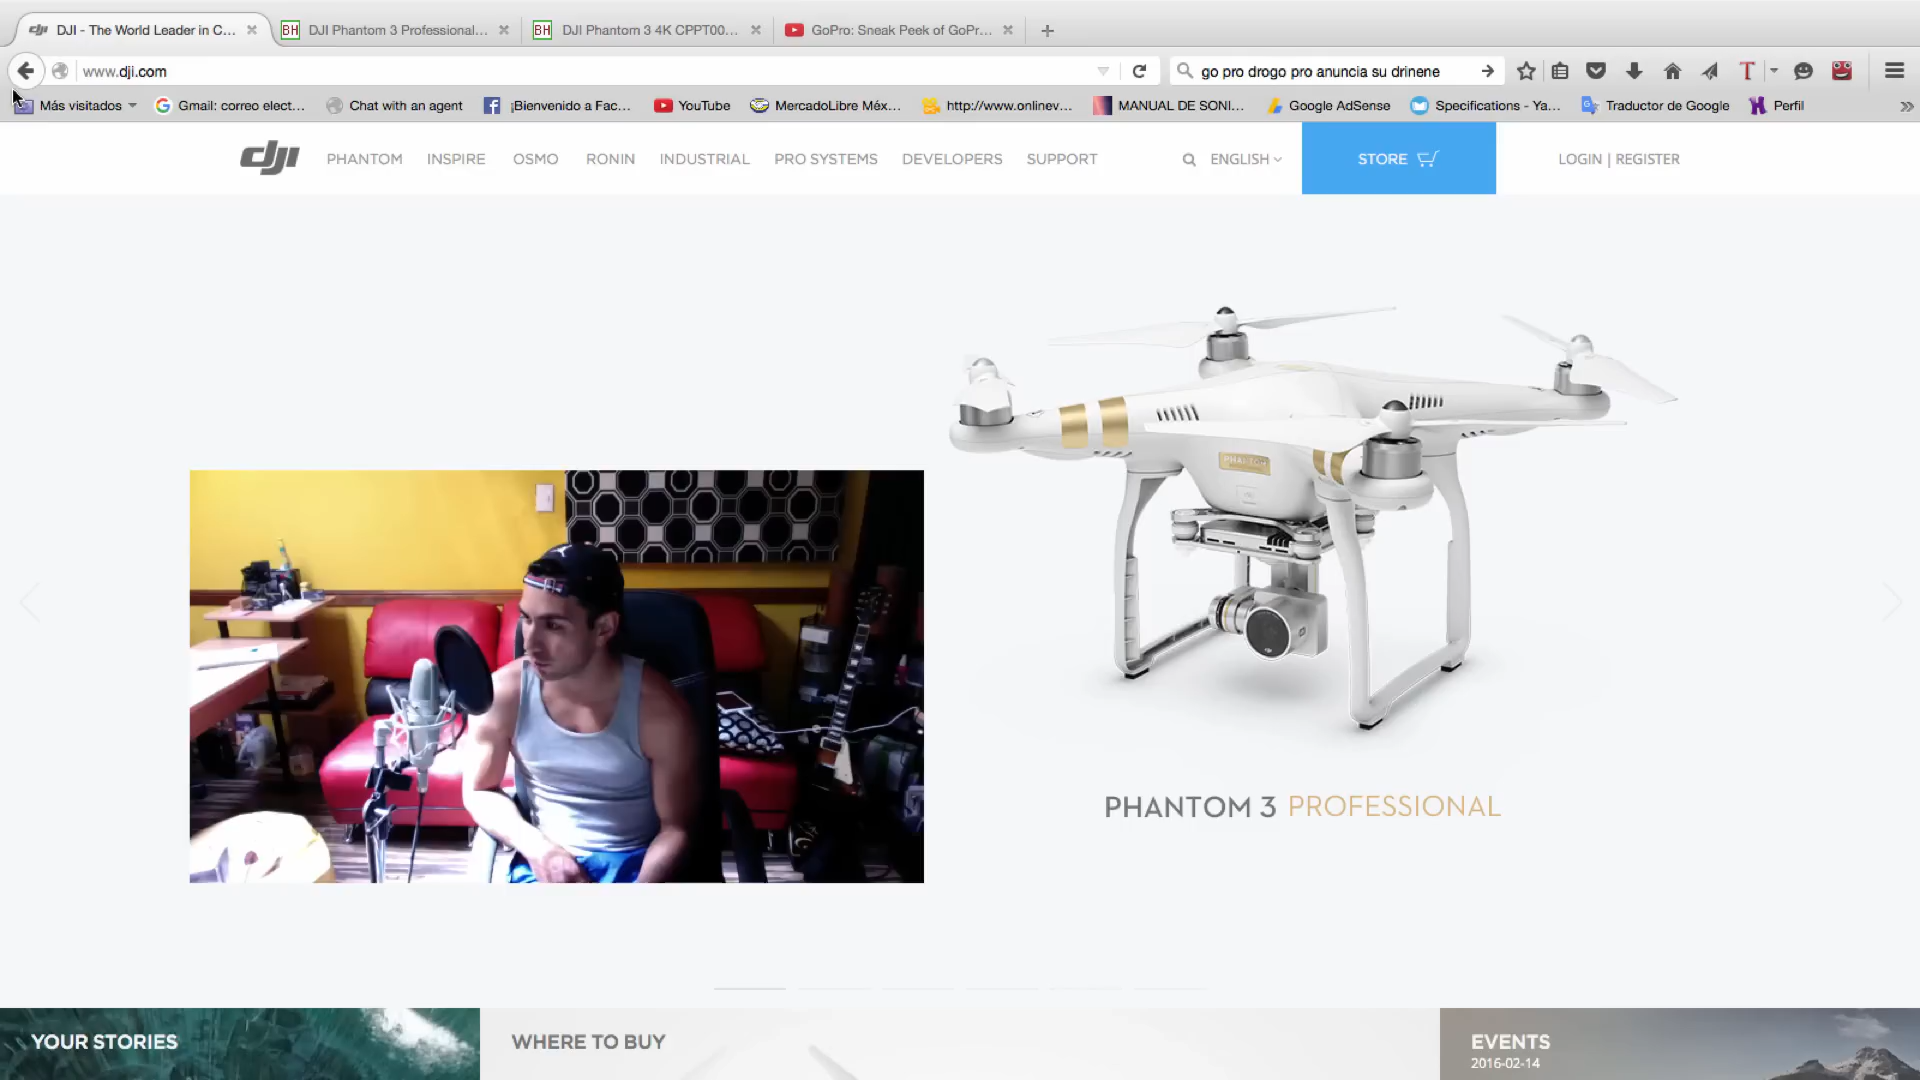 DJI - The World Leader in C...
BH DJI Phantom 3 Professional...
BH DJI Phantom 3 4K CPPT00...
GoPro: Sneak Peek of GoPr...
www.dji.com
go pro drogo pro anuncia su drinene
Más visitados
Gmail: correo elect...
Chat with an agent
¡Bienvenido a Fac...
YouTube
MercadoLibre Méx...
http://www.onlinev...
MANUAL DE SONI...
Google AdSense
Specifications - Ya...
Traductor de Google
Perfil
dji
PHANTOM
INSPIRE
OSMO
RONIN
INDUSTRIAL
PRO SYSTEMS
DEVELOPERS
SUPPORT
ENGLISH
STORE
LOGIN | REGISTER
PHANTOM
PHANTOM 3 PROFESSIONAL
YOUR STORIES
WHERE TO BUY
EVENTS
2016-02-14